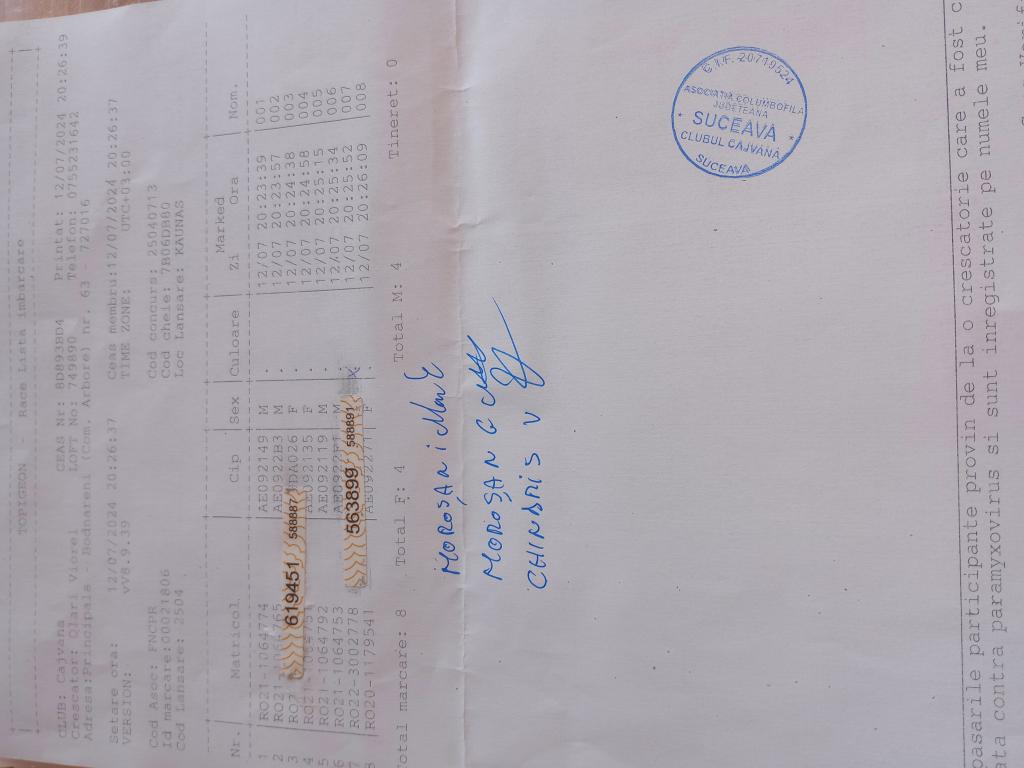 TOPIGEON - Race Lista imbarcare
CLUB: Cajvana CEAS Nr: 8D893BD4 Printat: 12/07/2024 20:26:39
Crescator: Olari Viorel LOFT No: 749890 Telefon: 0755231642
Adresa:Principala - Bodnareni (Com. Arbore) nr. 63 - 727016
Setare ora: 12/07/2024 20:26:37 Ceas membru:12/07/2024 20:26:37
VERSION: vV8.9.39 TIME ZONE: UTC+03:00
Cod Asoc: FNCPR Cod concurs: 25040713
Id marcare:00021806 Cod cheie: 7B06D880
Cod Lansare: 2504 Loc Lansare: KAUNAS
Marked
Nr. Matricol Cip Sex Culoare Zi Ora Nom.
1 RO21-1064774 AE092149 M . 12/07 20:23:39 001
2 AE0922B3 M . 12/07 20:23:57 002
3 F . 12/07 20:24:38 003
4 AE092135 F . 12/07 20:24:58 004
5 RO21-1064792 AE092119 M . 12/07 20:25:15 005
6 RO21-1064753 M . 12/07 20:25:34 006
7 RO22-3002778 12/07 20:25:52 007
8 RO20-1179541 F . 12/07 20:26:09 008
619451 588887
563899 588891
Total marcare: 8 Total F: 4 Total M: 4 Tineret: 0
MOROȘAN i
MOROȘAN G
CHINDRIS V
C.I.F. 20719524
ASOCIATIA COLUMBOFILA
JUDETEANA
SUCEAVA
CLUBUL CAJVANA
SUCEAVA
pasarile participante provin de la o crescatorie care a fost
contra paramyxovirus si sunt inregistrate pe numele meu.